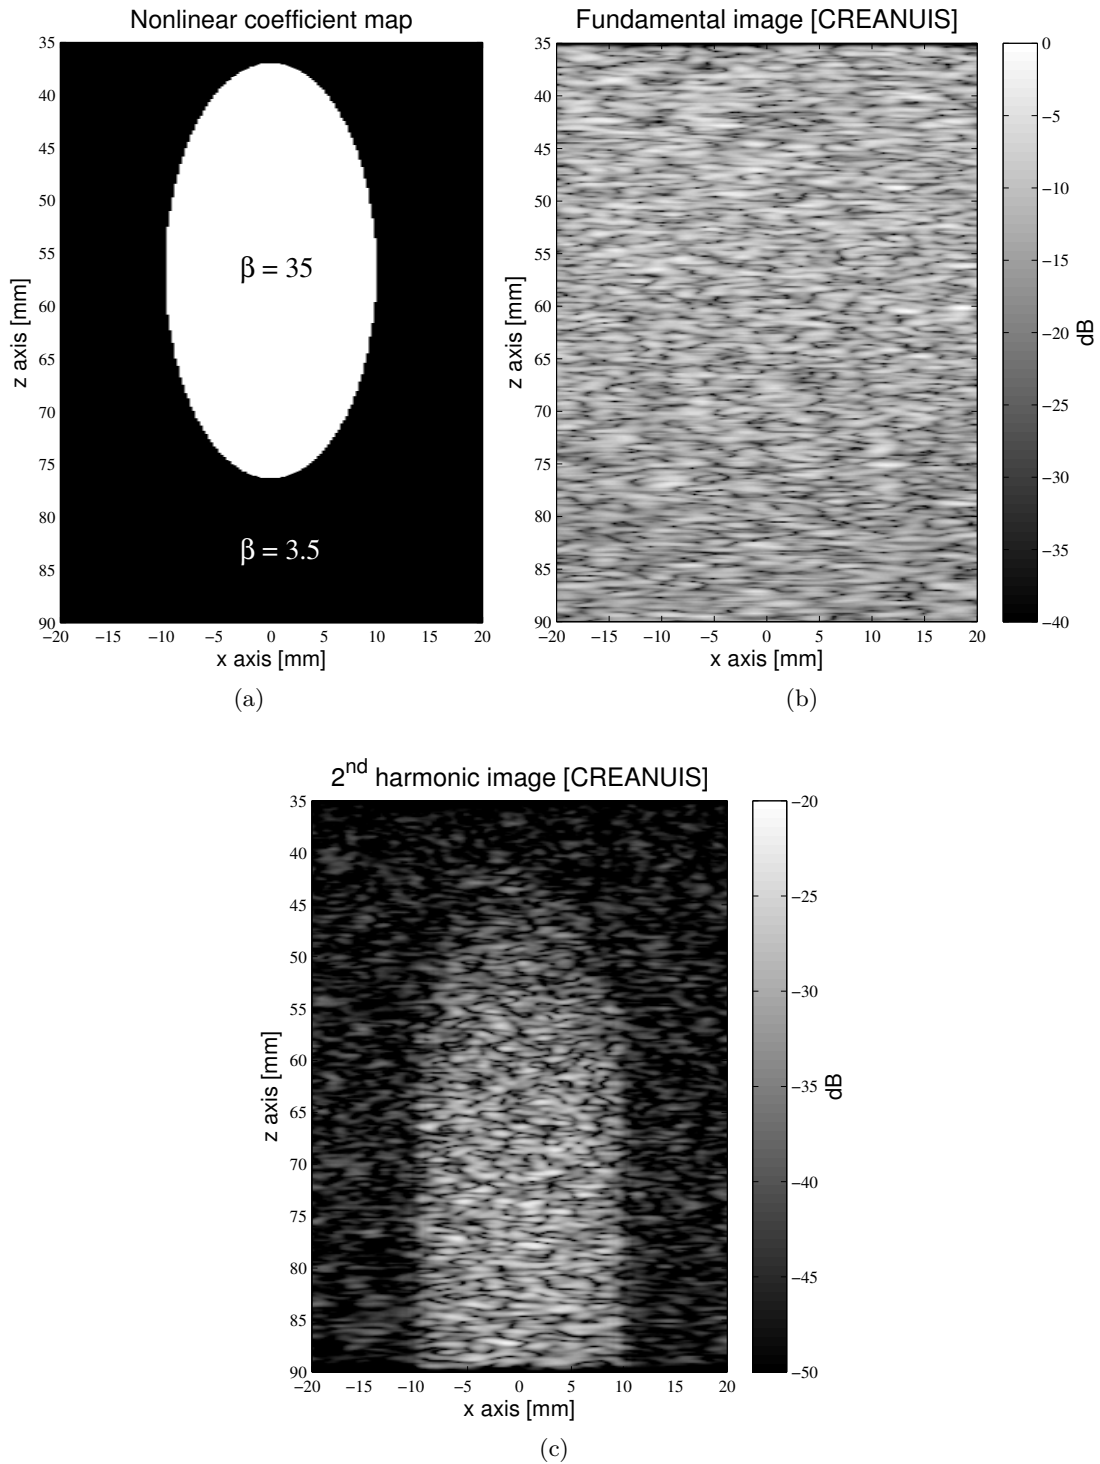 Nonlinear coefficient map
35
40
45
50
55
60
65
70
75
80
85
90
z axis [mm]
β = 35
β = 3.5
−20 −15 −10 −5 0 5 10 15 20
x axis [mm]
(a)
Fundamental image [CREANUIS]
35
40
45
50
55
60
65
70
75
80
85
90
z axis [mm]
−20 −15 −10 −5 0 5 10 15 20
x axis [mm]
0
−5
−10
−15
−20
−25
−30
−35
−40
dB
(b)
2nd harmonic image [CREANUIS]
35
40
45
50
55
60
65
70
75
80
85
90
z axis [mm]
−20 −15 −10 −5 0 5 10 15 20
x axis [mm]
−20
−25
−30
−35
−40
−45
−50
dB
(c)